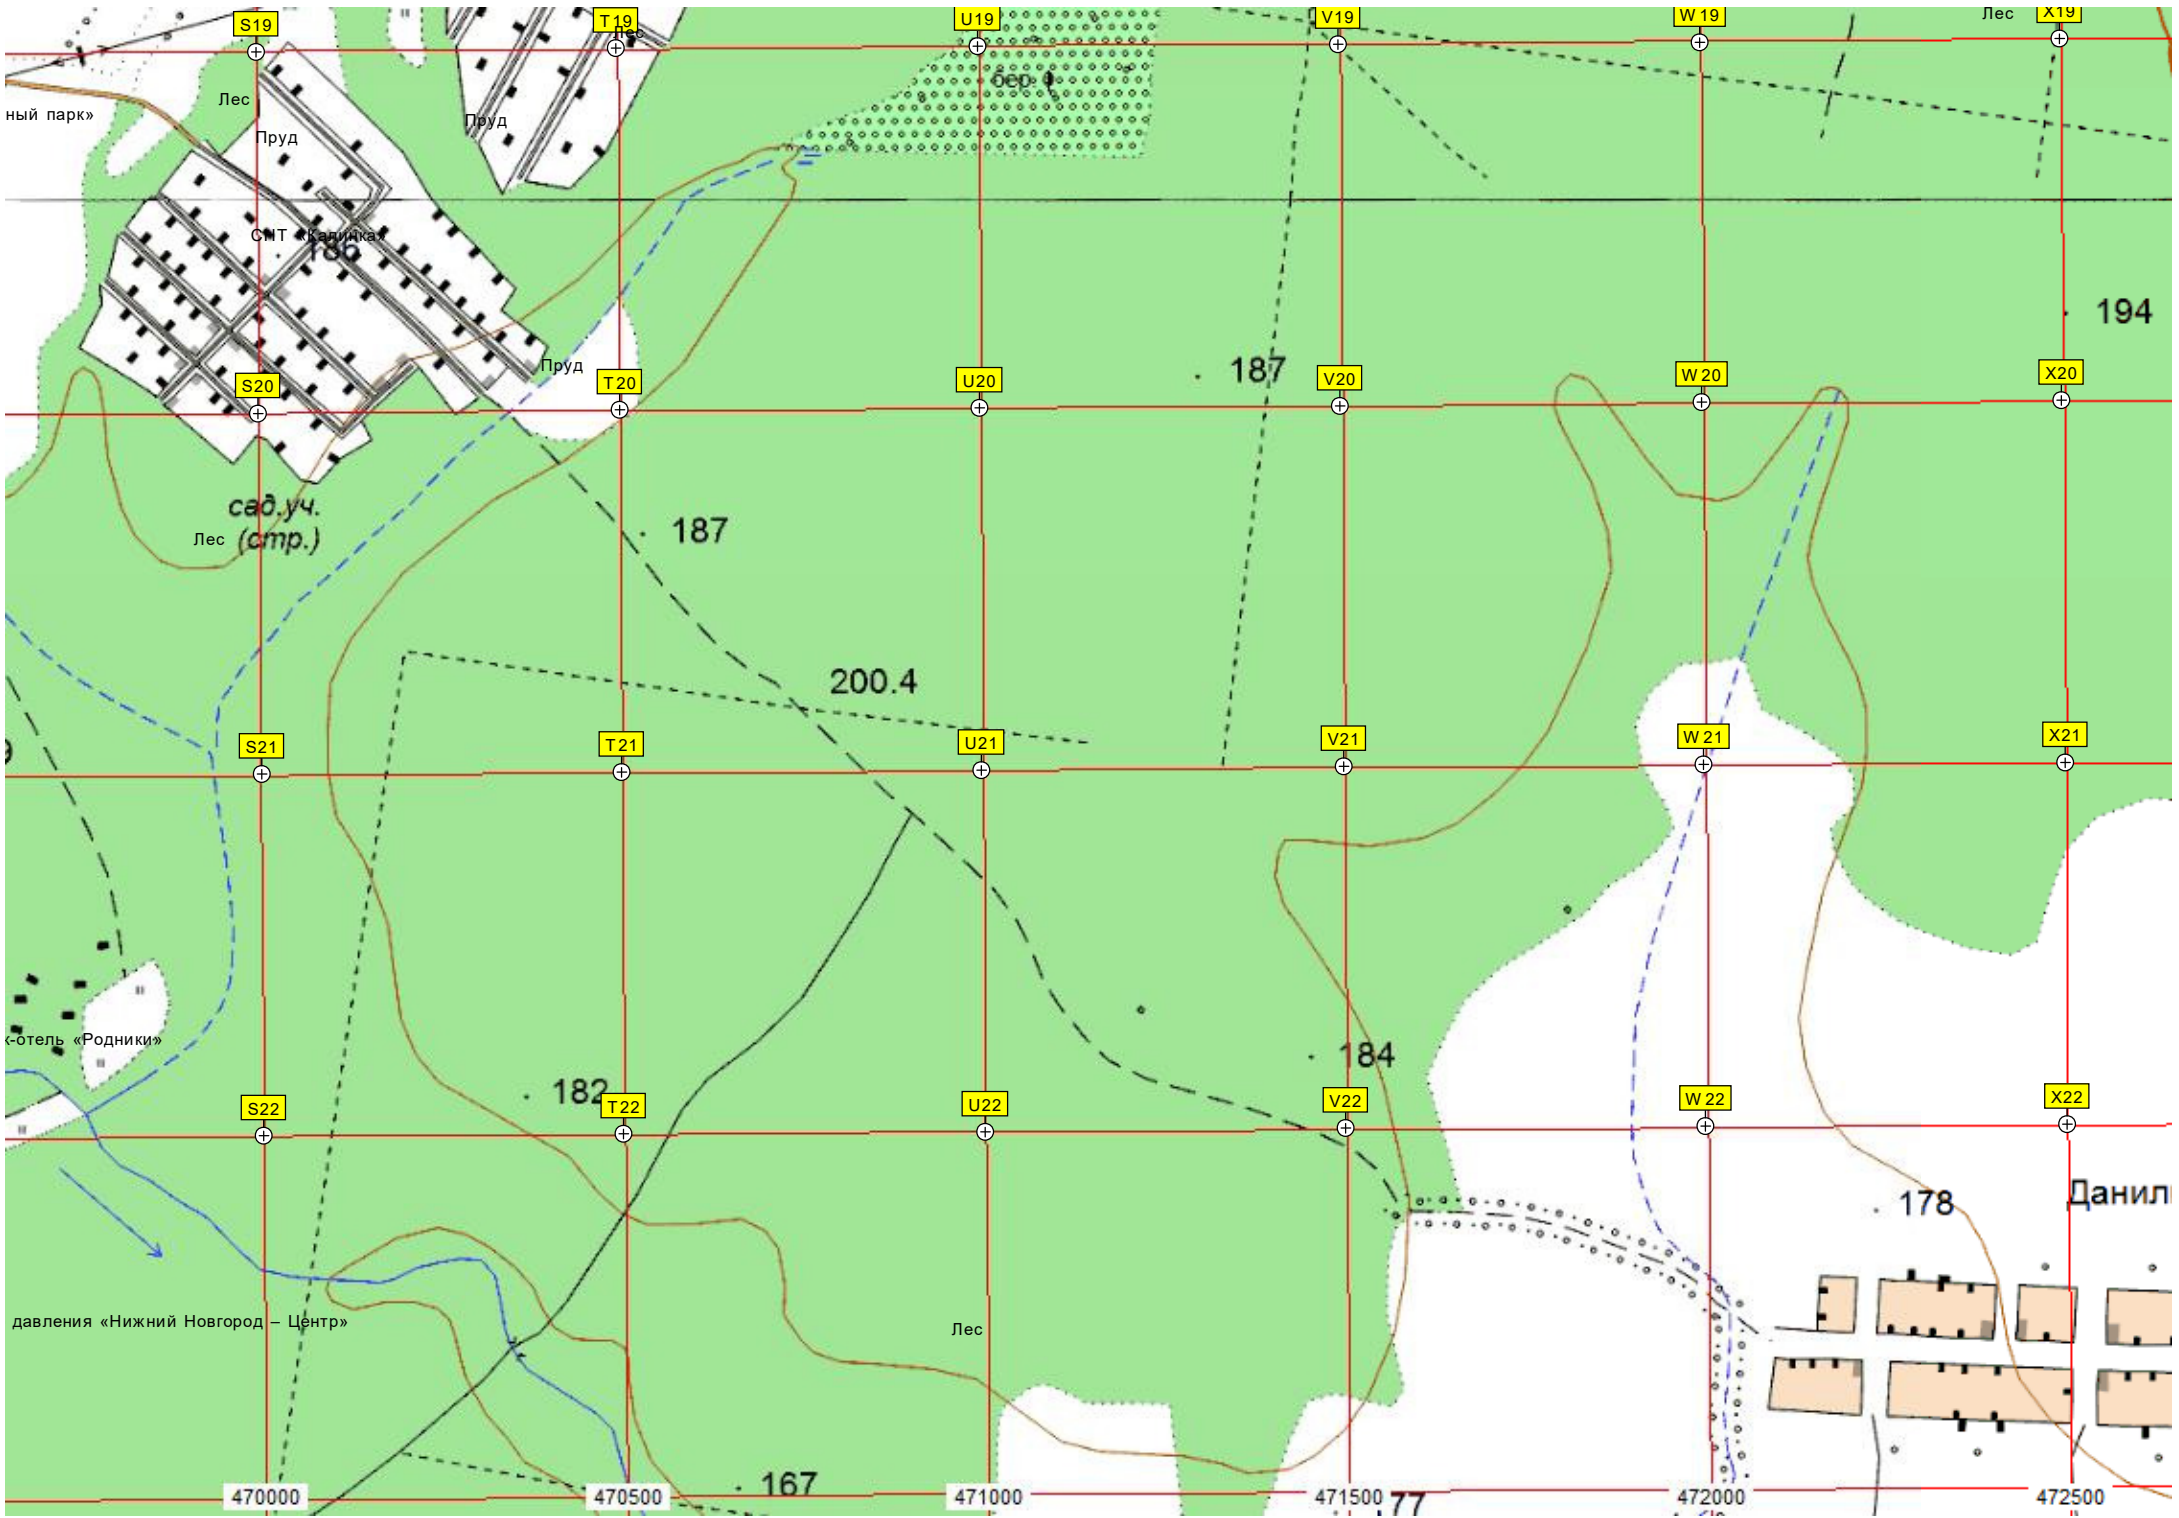 S19
T19
U19
V19
W19
X19
Лес
Лес
бер.
Лес
ный парк»
Пруд
Пруд
СНТ «Калинка»
186
194
187
Пруд
S20
T20
U20
V20
W20
X20
сад.уч.
(стр.)
Лес
187
200.4
S21
T21
U21
V21
W21
X21
к-отель «Родники»
184
182
S22
T22
U22
V22
W22
X22
178
Данил
давления «Нижний Новгород – Центр»
Лес
167
77
470000
470500
471000
471500
472000
472500